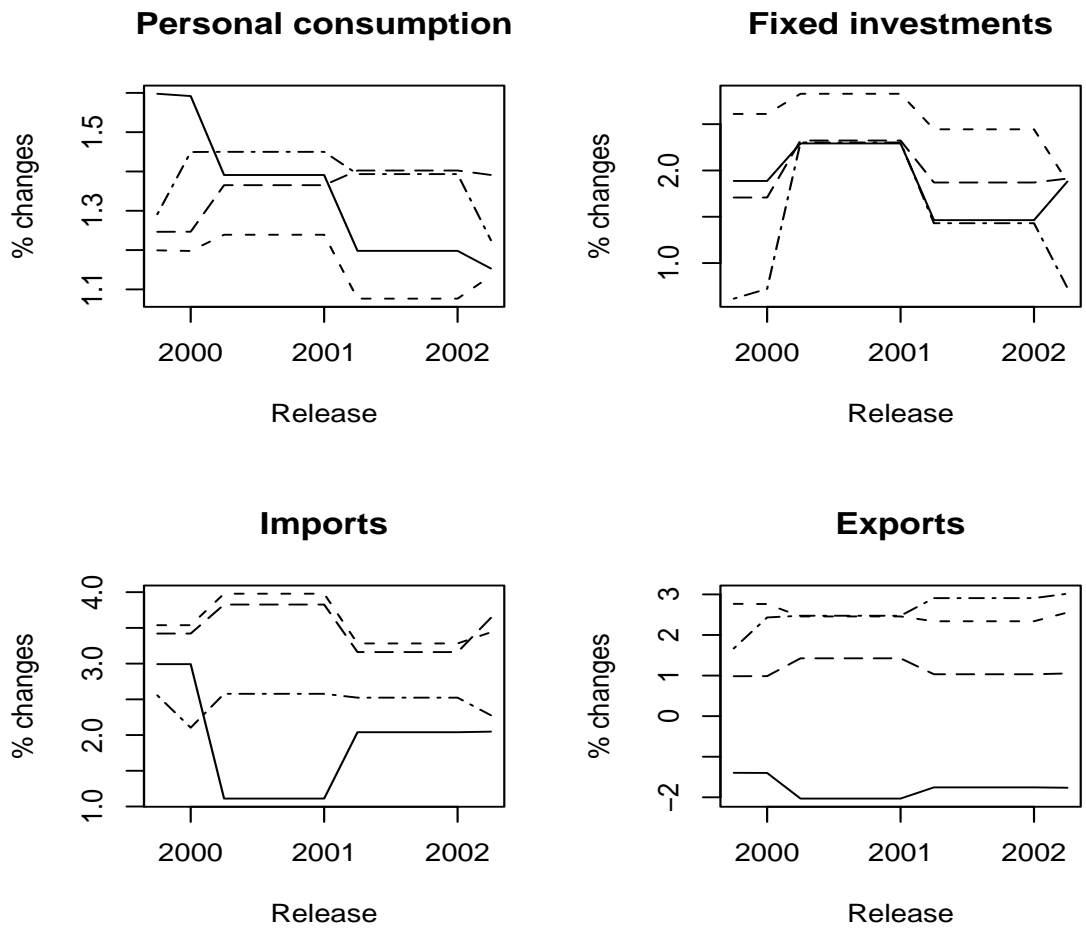 Personal consumption
% changes
1.5
1.3
1.1
2000 2001 2002
Release
Fixed investments
% changes
2.0
1.0
2000 2001 2002
Release
Imports
% changes
4.0
3.0
2.0
1.0
2000 2001 2002
Release
Exports
% changes
3
1
0
−2
2000 2001 2002
Release